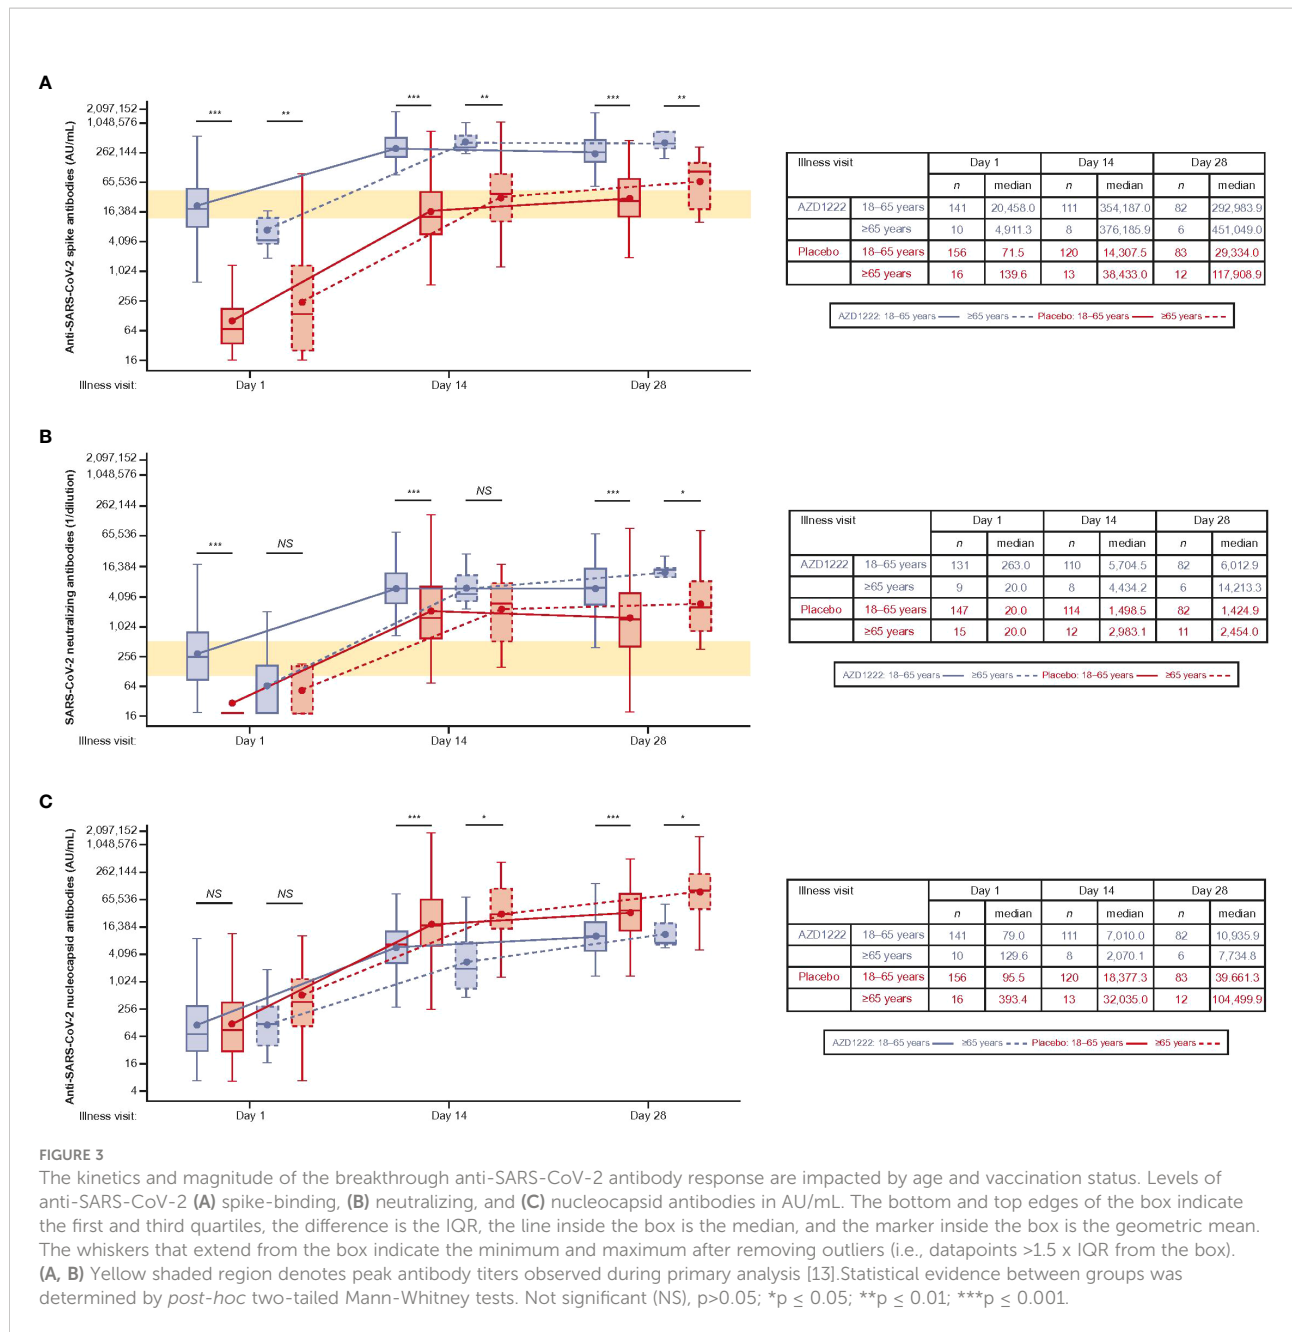 A
Anti-SARS-CoV-2 spike antibodies (AU/mL)
2,097,152
1,048,576
262,144
65,536
16,384
4,096
1,024
256
64
16
*** ** *** ** *** **
Illness visit: Day 1 Day 14 Day 28
Illness visit Day 1 Day 14 Day 28
n median n median n median
AZD1222 18–65 years 141 20,458.0 111 354,187.0 82 292,983.9
≥65 years 10 4,911.3 8 376,185.9 6 451,049.0
Placebo 18–65 years 156 71.5 120 14,307.5 83 29,334.0
≥65 years 16 139.6 13 38,433.0 12 117,908.9
AZD1222: 18–65 years ≥65 years Placebo: 18–65 years ≥65 years
B
SARS-CoV-2 neutralizing antibodies (1/dilution)
2,097,152
1,048,576
262,144
65,536
16,384
4,096
1,024
256
64
16
*** NS *** NS *** *
Illness visit: Day 1 Day 14 Day 28
Illness visit Day 1 Day 14 Day 28
n median n median n median
AZD1222 18–65 years 131 263.0 110 5,704.5 82 6,012.9
≥65 years 9 20.0 8 4,434.2 6 14,213.3
Placebo 18–65 years 147 20.0 114 1,498.5 82 1,424.9
≥65 years 15 20.0 12 2,983.1 11 2,454.0
AZD1222: 18–65 years ≥65 years Placebo: 18–65 years ≥65 years
C
Anti-SARS-CoV-2 nucleocapsid antibodies (AU/mL)
2,097,152
1,048,576
262,144
65,536
16,384
4,096
1,024
256
64
16
4
NS NS *** * *** *
Illness visit: Day 1 Day 14 Day 28
Illness visit Day 1 Day 14 Day 28
n median n median n median
AZD1222 18–65 years 141 79.0 111 7,010.0 82 10,935.9
≥65 years 10 129.6 8 2,070.1 6 7,734.8
Placebo 18–65 years 156 95.5 120 18,377.3 83 39.661.3
≥65 years 16 393.4 13 32,035.0 12 104,499.9
AZD1222: 18–65 years ≥65 years Placebo: 18–65 years ≥65 years
FIGURE 3
The kinetics and magnitude of the breakthrough anti-SARS-CoV-2 antibody response are impacted by age and vaccination status. Levels of
anti-SARS-CoV-2 (A) spike-binding, (B) neutralizing, and (C) nucleocapsid antibodies in AU/mL. The bottom and top edges of the box indicate
the first and third quartiles, the difference is the IQR, the line inside the box is the median, and the marker inside the box is the geometric mean.
The whiskers that extend from the box indicate the minimum and maximum after removing outliers (i.e., datapoints >1.5 x IQR from the box).
(A, B) Yellow shaded region denotes peak antibody titers observed during primary analysis [13].Statistical evidence between groups was
determined by post-hoc two-tailed Mann-Whitney tests. Not significant (NS), p>0.05; *p ≤ 0.05; **p ≤ 0.01; ***p ≤ 0.001.